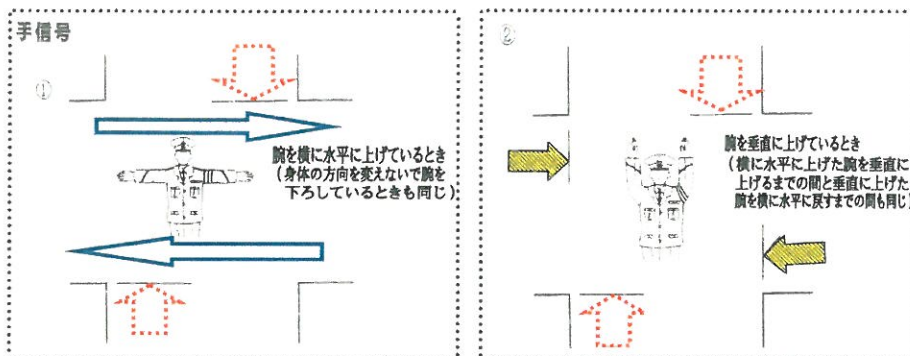 手信号
①
腕を横に水平に上げているとき
(身体の方向を変えないで腕を
下ろしているときも同じ)
②
腕を垂直に上げているとき
(横に水平に上げた腕を垂直に
上げるまでの間と垂直に上げた
腕を横に水平に戻すまでの間も同じ)